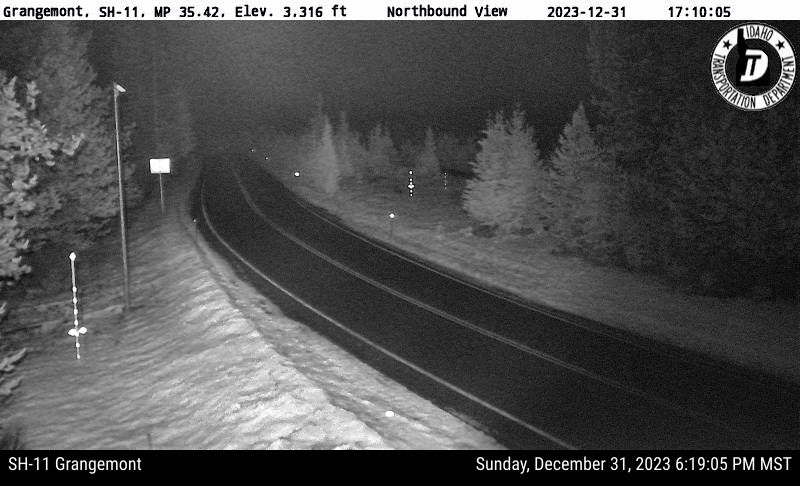 Grangemont, SH-11, MP 35.42, Elev. 3,316 ft Northbound View 2023-12-31 17:10:05
IDAHO
TRANSPORTATION DEPARTMENT
SH-11 Grangemont Sunday, December 31, 2023 6:19:05 PM MST